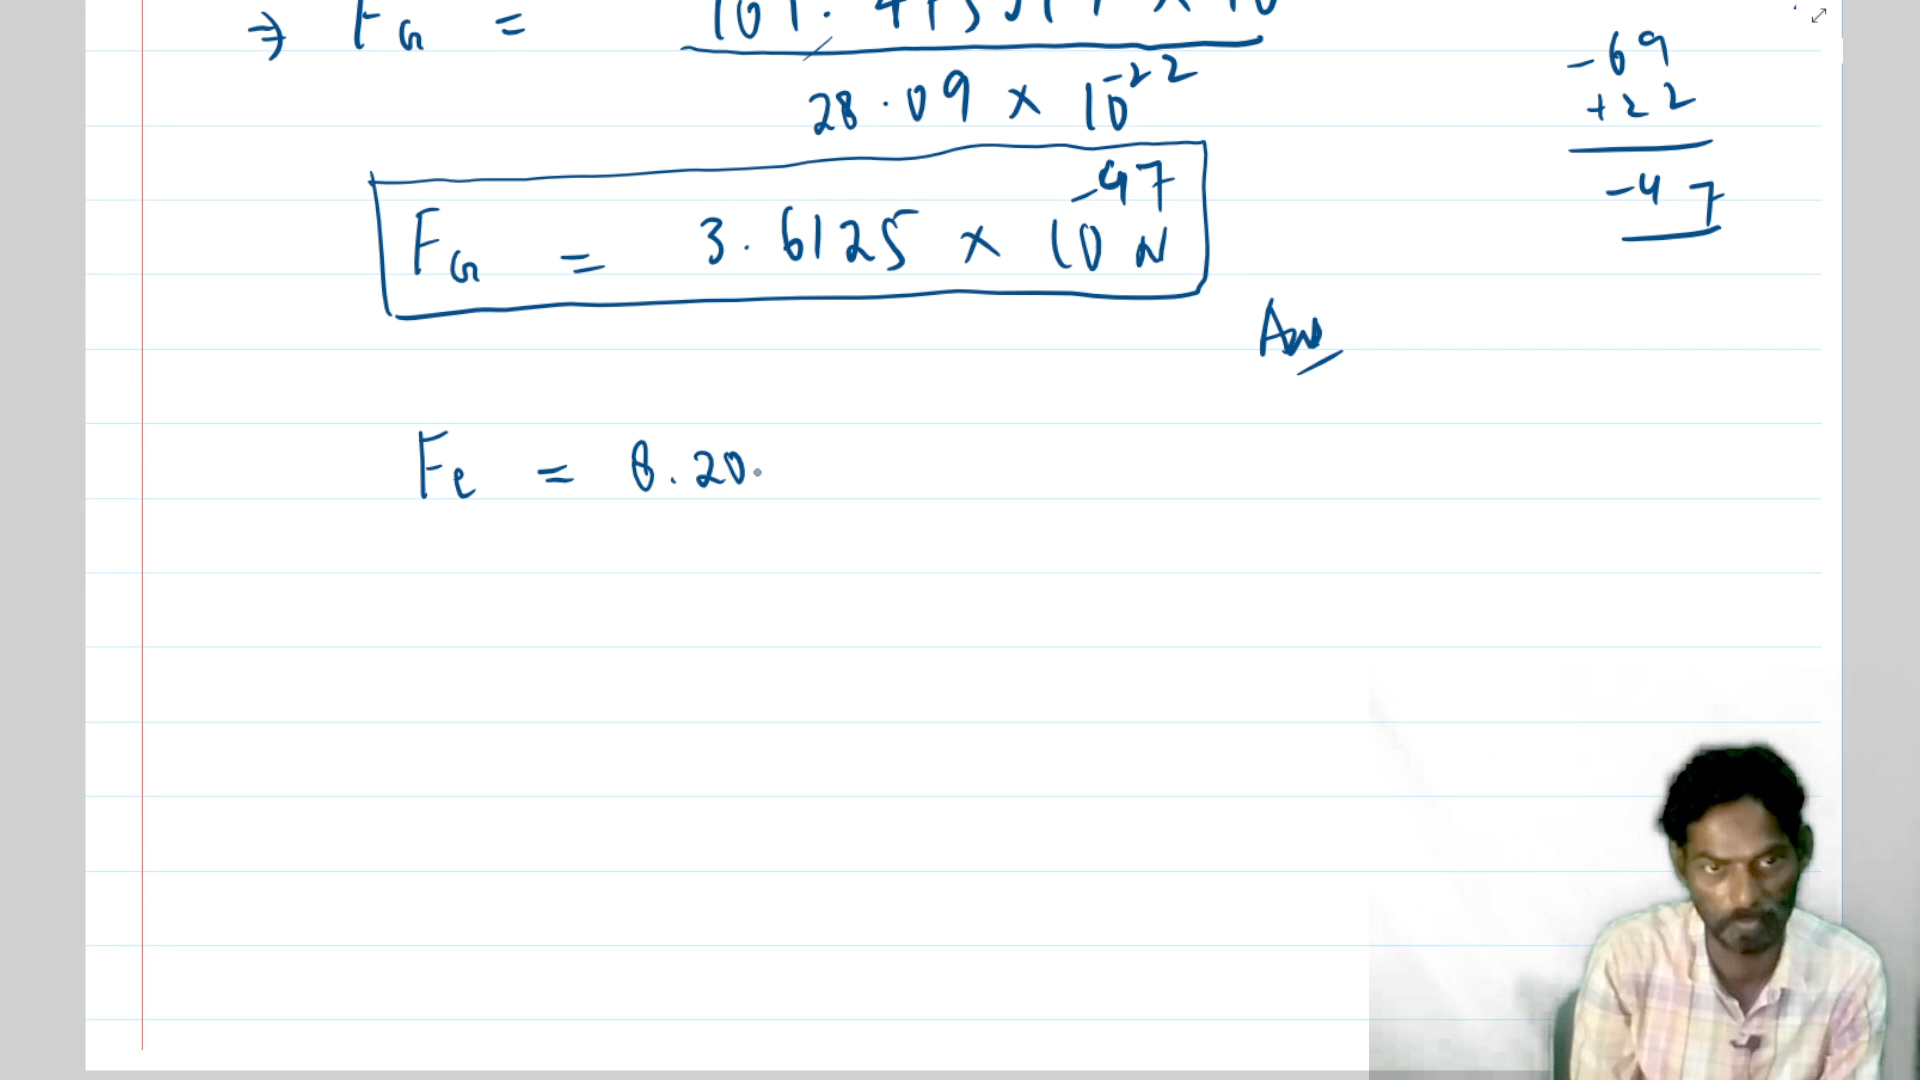 ⇒ F_G =
28.09 × 10^-22
F_G = 3.6125 × 10^-47 N
Ans
F_e = 8.20
-69
+22
-47